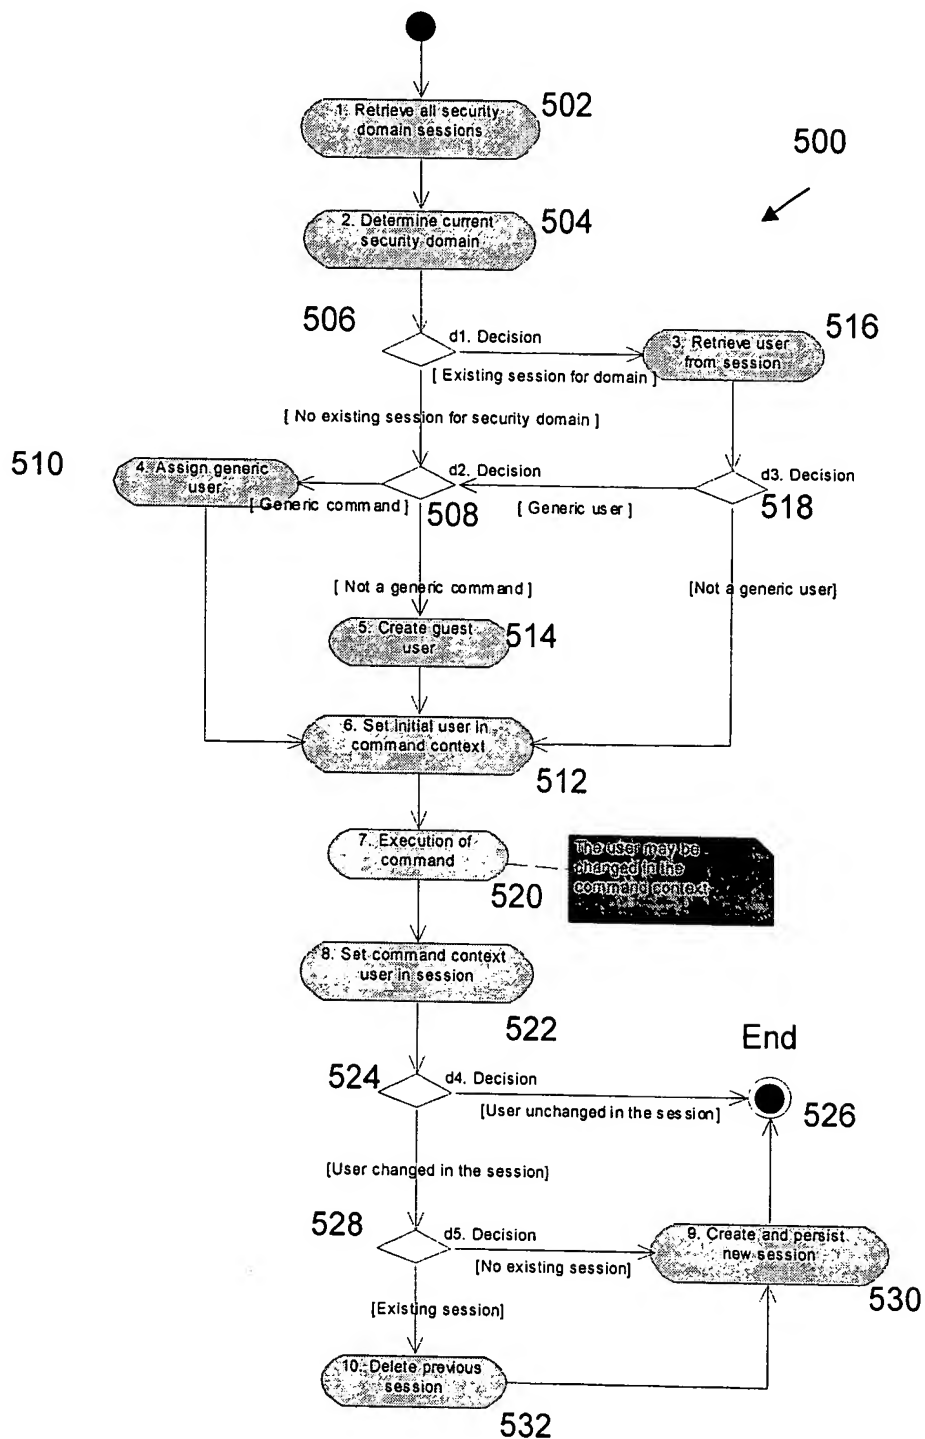 1. Retrieve all security
domain sessions
502
500
2. Determine current
security domain
504
506
d1. Decision
516
3. Retrieve user
from session
[ Existing session for domain]
[ No existing session for security domain ]
510
4. Assign generic
user
d2. Decision
d3. Decision
[Generic command]
508
[ Generic user ]
518
[ Not a generic command ]
[Not a generic user]
5. Create guest
user
514
6. Set initial user in
command context
512
7. Execution of
command
520
The user may be
changed in the
command context
8. Set command context
user in session
522
End
524
d4. Decision
[User unchanged in the session]
526
[User changed in the session]
528
d5. Decision
[No existing session]
9. Create and persist
new session
530
[Existing session]
10. Delete previous
session
532